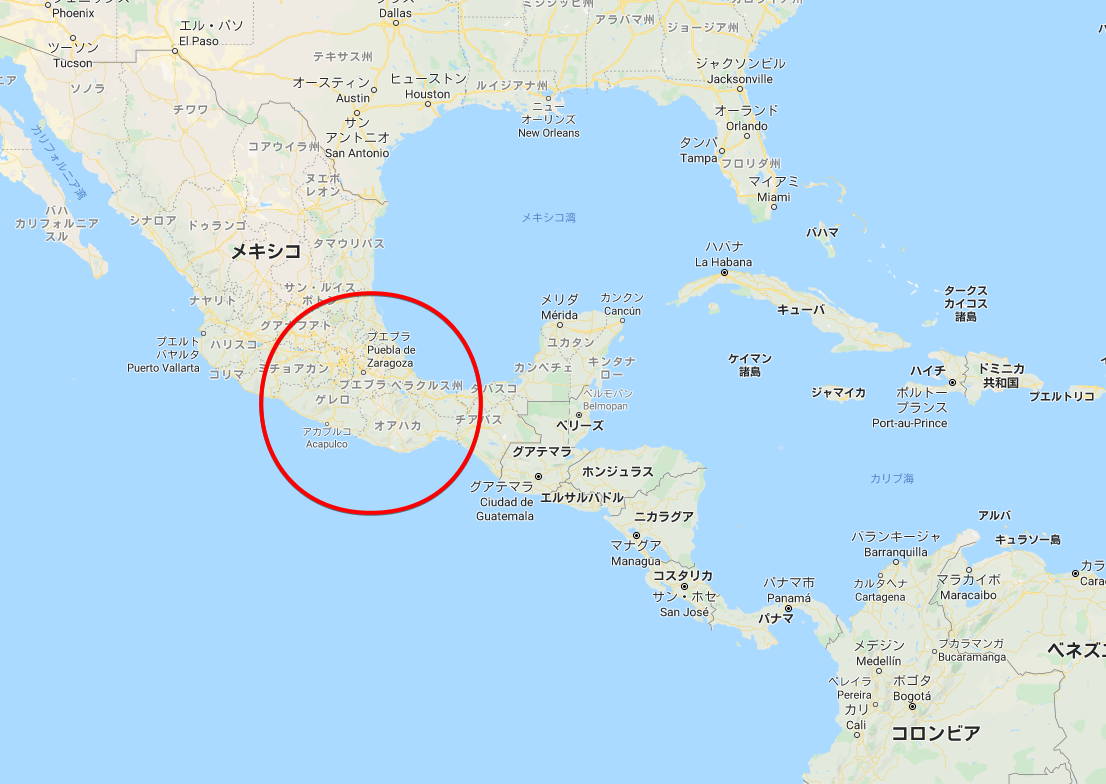 Phoenix
エル・パソ
El Paso
Dallas
ミシシッピ州
アラバマ州
ジョージア州
ツーソン
Tucson
テキサス州
ジャクソンビル
Jacksonville
ソノラ
オースティン
Austin
ヒューストン
Houston
ルイジアナ州
チワワ
ニュー
オーリンズ
New Orleans
オーランド
Orlando
サン
アントニオ
San Antonio
コアウイラ州
タンパ
Tampa
フロリダ州
カリフォルニア湾
ヌエボ
レオン
マイアミ
Miami
バハ
カリフォルニア
スル
シナロア
ドゥランゴ
メキシコ湾
バハマ
メキシコ
タマウリパス
ハバナ
La Habana
ナヤリト
サン・ルイス
ポトシ
メリダ
Mérida
カンクン
Cancún
キューバ
タークス
カイコス
諸島
グアナフアト
プエルト
バヤルタ
Puerto Vallarta
ハリスコ
プエブラ
Puebla de
Zaragoza
ユカタン
コリマ
ミチョアカン
カンペチェ
キンタナ
ロー
ケイマン
諸島
ハイチ
ドミニカ
共和国
プエブラ
ベラクルス州
タバスコ
ベルモパン
Belmopan
ジャマイカ
ポルトー
プランス
Port-au-Prince
プエルトリコ
ゲレロ
アカプルコ
Acapulco
オアハカ
チアパス
ベリーズ
グアテマラ
ホンジュラス
カリブ海
グアテマラ
Ciudad de
Guatemala
エルサルバドル
ニカラグア
アルバ
マナグア
Managua
バランキージャ
Barranquilla
キュラソー島
コスタリカ
サン・ホセ
San José
パナマ市
Panamá
パナマ
カルタヘナ
Cartagena
マラカイボ
Maracaibo
メデジン
Medellín
ブカラマンガ
Bucaramanga
ペレイラ
Pereira
ボゴタ
Bogotá
カリ
Cali
コロンビア